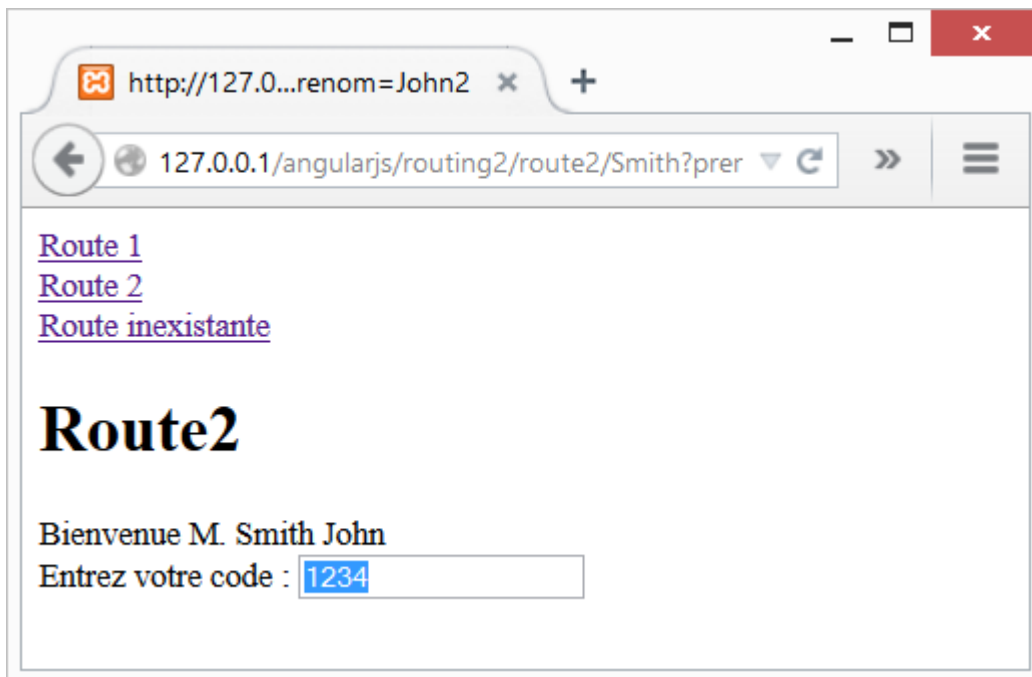 http://127.0...renom=John2
127.0.0.1/angularjs/routing2/route2/Smith?prer
Route 1
Route 2
Route inexistante
Route2
Bienvenue M. Smith John
Entrez votre code : 1234